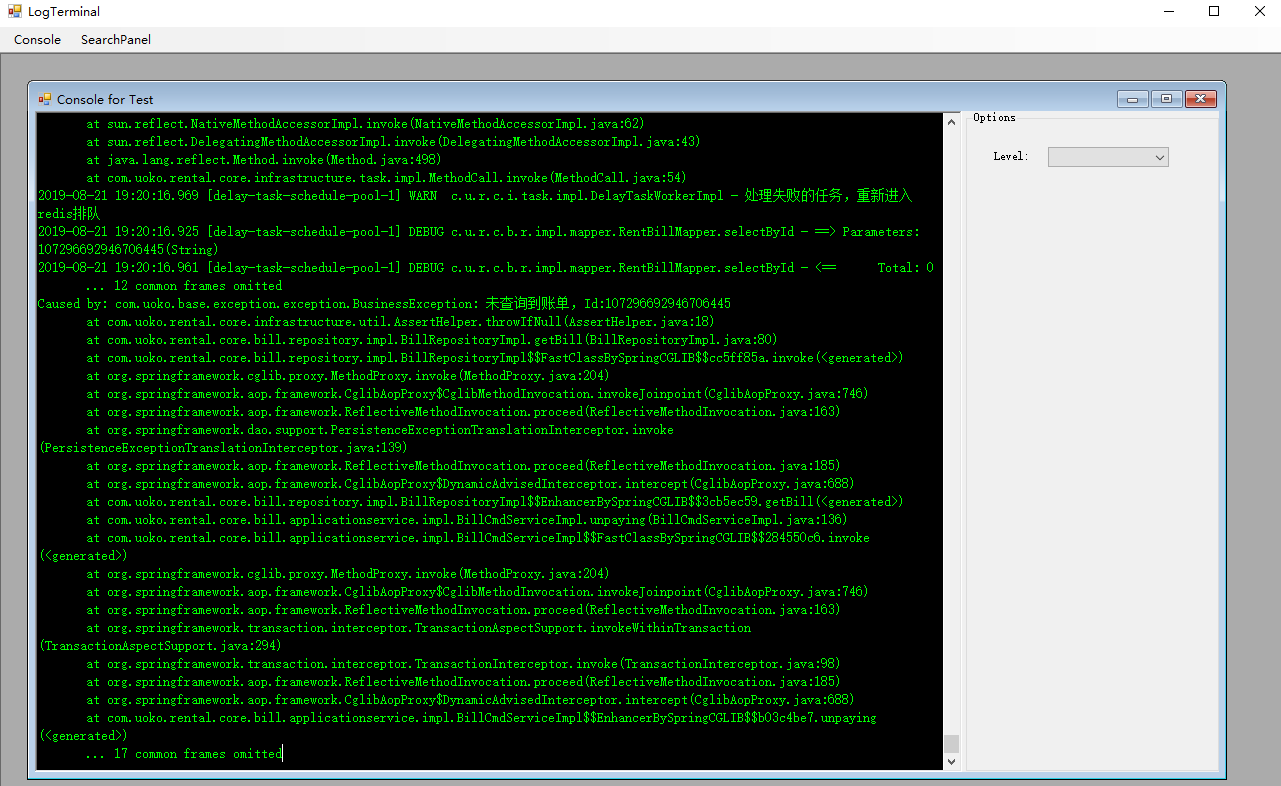 LogTerminal
Console SearchPanel
Console for Test
at sun.reflect.NativeMethodAccessorImpl.invoke(NativeMethodAccessorImpl.java:62)
at sun.reflect.DelegatingMethodAccessorImpl.invoke(DelegatingMethodAccessorImpl.java:43)
at java.lang.reflect.Method.invoke(Method.java:498)
at com.uoko.rental.core.infrastructure.task.impl.MethodCall.invoke(MethodCall.java:54)
2019-08-21 19:20:16.969 [delay-task-schedule-pool-1] WARN  c.u.r.c.i.task.impl.DelayTaskWorkerImpl - 处理失败的任务，重新进入
redis排队
2019-08-21 19:20:16.925 [delay-task-schedule-pool-1] DEBUG c.u.r.c.b.r.impl.mapper.RentBillMapper.selectById - ==> Parameters:
107296692946706445(String)
2019-08-21 19:20:16.961 [delay-task-schedule-pool-1] DEBUG c.u.r.c.b.r.impl.mapper.RentBillMapper.selectById - <==      Total: 0
... 12 common frames omitted
Caused by: com.uoko.base.exception.exception.BusinessException: 未查询到账单，Id:107296692946706445
at com.uoko.rental.core.infrastructure.util.AssertHelper.throwIfNull(AssertHelper.java:18)
at com.uoko.rental.core.bill.repository.impl.BillRepositoryImpl.getBill(BillRepositoryImpl.java:80)
at com.uoko.rental.core.bill.repository.impl.BillRepositoryImpl$$FastClassBySpringCGLIB$$cc5ff85a.invoke(<generated>)
at org.springframework.cglib.proxy.MethodProxy.invoke(MethodProxy.java:204)
at org.springframework.aop.framework.CglibAopProxy$CglibMethodInvocation.invokeJoinpoint(CglibAopProxy.java:746)
at org.springframework.aop.framework.ReflectiveMethodInvocation.proceed(ReflectiveMethodInvocation.java:163)
at org.springframework.dao.support.PersistenceExceptionTranslationInterceptor.invoke
(PersistenceExceptionTranslationInterceptor.java:139)
at org.springframework.aop.framework.ReflectiveMethodInvocation.proceed(ReflectiveMethodInvocation.java:185)
at org.springframework.aop.framework.CglibAopProxy$DynamicAdvisedInterceptor.intercept(CglibAopProxy.java:688)
at com.uoko.rental.core.bill.repository.impl.BillRepositoryImpl$$EnhancerBySpringCGLIB$$3cb5ec59.getBill(<generated>)
at com.uoko.rental.core.bill.applicationservice.impl.BillCmdServiceImpl.unpaying(BillCmdServiceImpl.java:136)
at com.uoko.rental.core.bill.applicationservice.impl.BillCmdServiceImpl$$FastClassBySpringCGLIB$$284550c6.invoke
(<generated>)
at org.springframework.cglib.proxy.MethodProxy.invoke(MethodProxy.java:204)
at org.springframework.aop.framework.CglibAopProxy$CglibMethodInvocation.invokeJoinpoint(CglibAopProxy.java:746)
at org.springframework.aop.framework.ReflectiveMethodInvocation.proceed(ReflectiveMethodInvocation.java:163)
at org.springframework.transaction.interceptor.TransactionAspectSupport.invokeWithinTransaction
(TransactionAspectSupport.java:294)
at org.springframework.transaction.interceptor.TransactionInterceptor.invoke(TransactionInterceptor.java:98)
at org.springframework.aop.framework.ReflectiveMethodInvocation.proceed(ReflectiveMethodInvocation.java:185)
at org.springframework.aop.framework.CglibAopProxy$DynamicAdvisedInterceptor.intercept(CglibAopProxy.java:688)
at com.uoko.rental.core.bill.applicationservice.impl.BillCmdServiceImpl$$EnhancerBySpringCGLIB$$b03c4be7.unpaying
(<generated>)
... 17 common frames omitted
Options
Level: